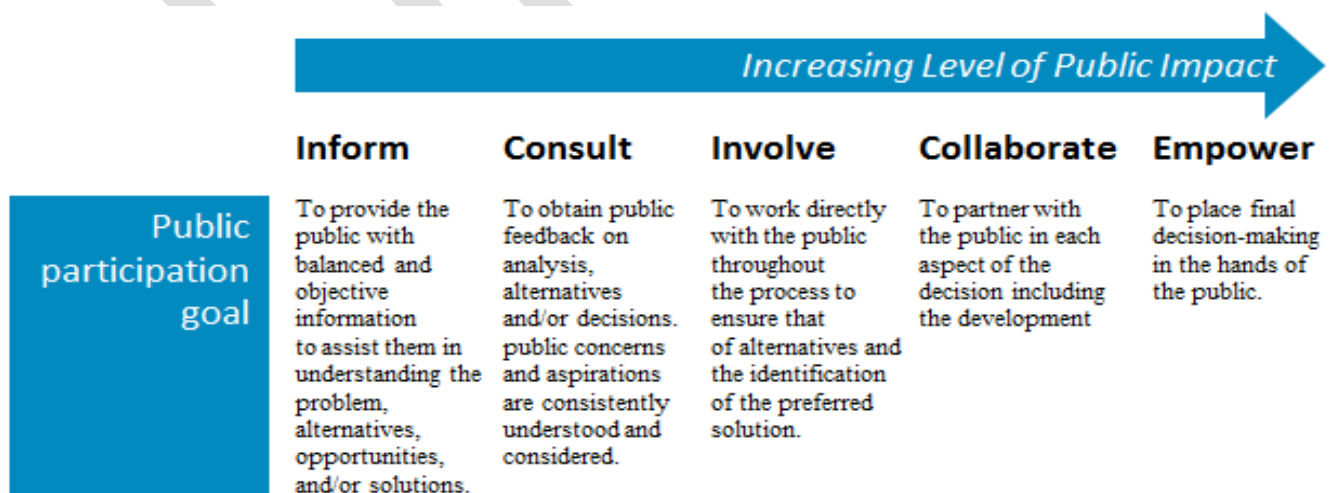 Increasing Level of Public Impact
Inform
Consult
Involve
Collaborate
Empower
Public
participation
goal
To provide the
public with
balanced and
objective
information
to assist them in
understanding the
problem,
alternatives,
opportunities,
and/or solutions.
To obtain public
feedback on
analysis,
alternatives
and/or decisions.
public concerns
and aspirations
are consistently
understood and
considered.
To work directly
with the public
throughout
the process to
ensure that
of alternatives and
the identification
of the preferred
solution.
To partner with
the public in each
aspect of the
decision including
the development
To place final
decision-making
in the hands of
the public.